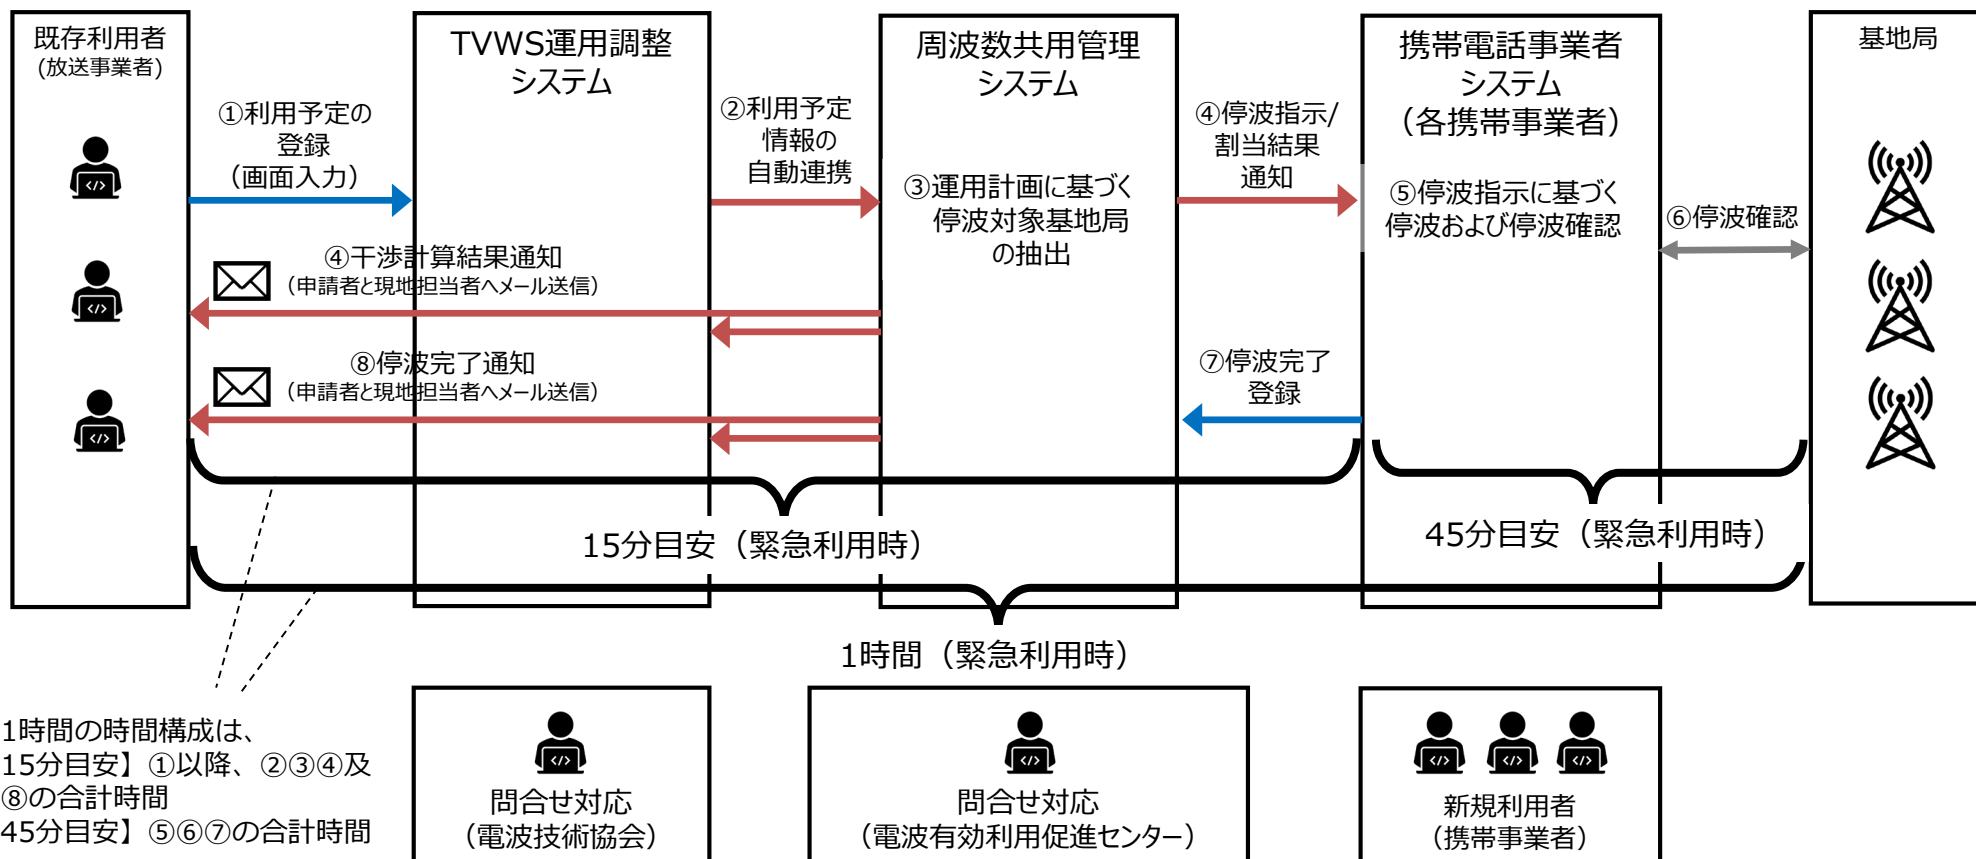 既存利用者
(放送事業者)
TVWS運用調整
システム
周波数共用管理
システム
携帯電話事業者
システム
（各携帯事業者）
基地局
①利用予定の
登録
（画面入力）
②利用予定
情報の
自動連携
③運用計画に基づく
停波対象基地局
の抽出
④停波指示/
割当結果
通知
⑤停波指示に基づく
停波および停波確認
⑥停波確認
④干渉計算結果通知
（申請者と現地担当者へメール送信）
⑧停波完了通知
（申請者と現地担当者へメール送信）
⑦停波完了
登録
15分目安（緊急利用時）
45分目安（緊急利用時）
1時間（緊急利用時）
1時間の時間構成は、
15分目安】①以降、②③④及
⑧の合計時間
45分目安】⑤⑥⑦の合計時間
問合せ対応
（電波技術協会）
問合せ対応
（電波有効利用促進センター）
新規利用者
（携帯事業者）